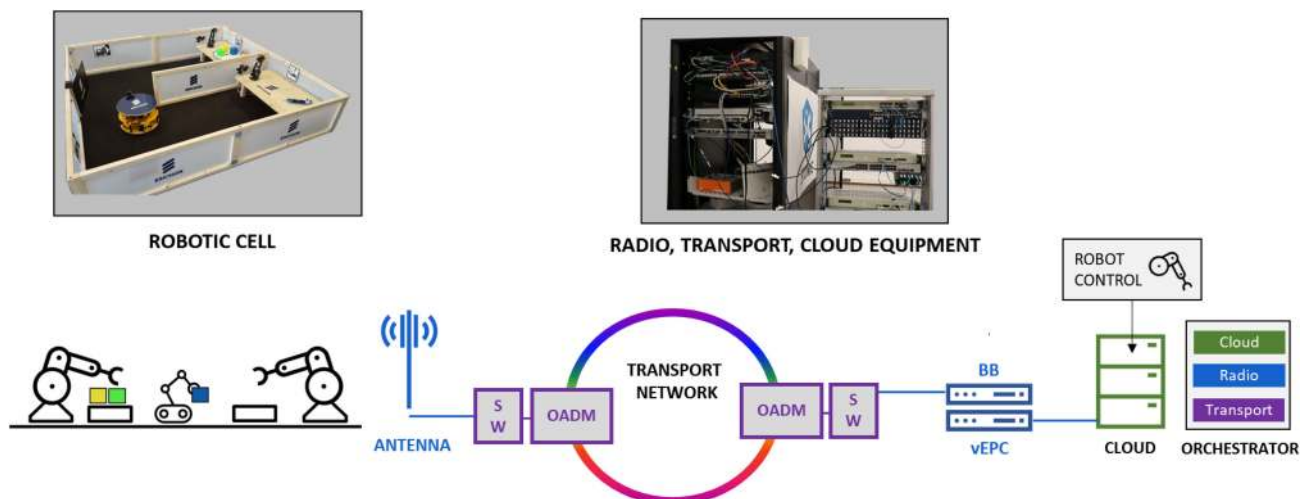 ERICSSON
ROBOTIC CELL
RADIO, TRANSPORT, CLOUD EQUIPMENT
ROBOT
CONTROL
TRANSPORT
NETWORK
ANTENNA
S
W
OADM
OADM
S
W
BB
vEPC
CLOUD
Cloud
Radio
Transport
ORCHESTRATOR